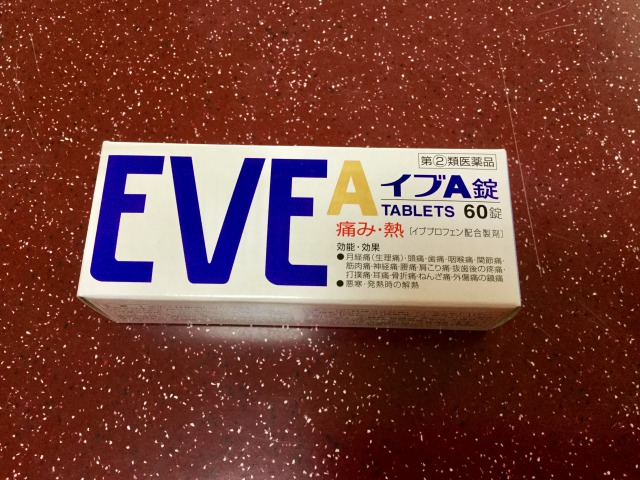 EVE A
指②類医薬品
イブA錠
TABLETS 60錠
痛み・熱 [イブプロフェン配合製剤]
効能・効果
●月経痛(生理痛)・頭痛・歯痛・咽喉痛・関節痛・
筋肉痛・神経痛・腰痛・肩こり痛・抜歯後の疼痛・
打撲痛・耳痛・骨折痛・ねんざ痛・外傷痛の鎮痛
●悪寒・発熱時の解熱